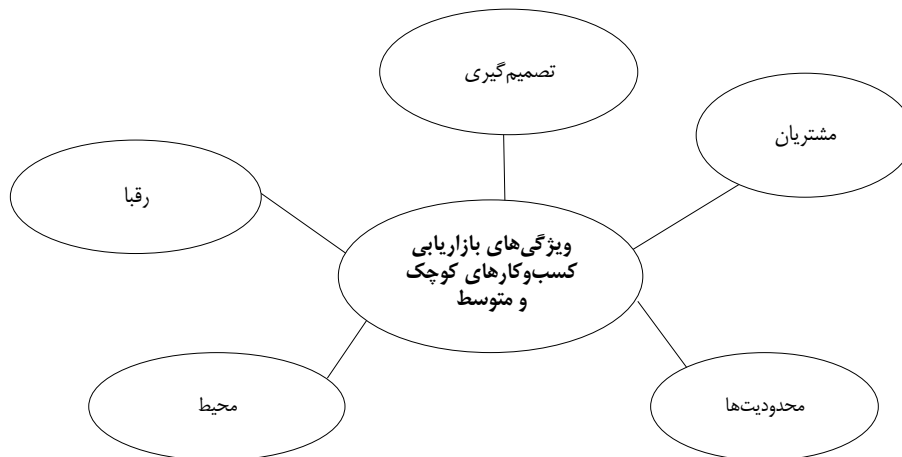 تصمیم‌گیری
مشتریان
رقبا
ویژگی‌های بازاریابی
کسب‌وکارهای کوچک
و متوسط
محدودیت‌ها
محیط